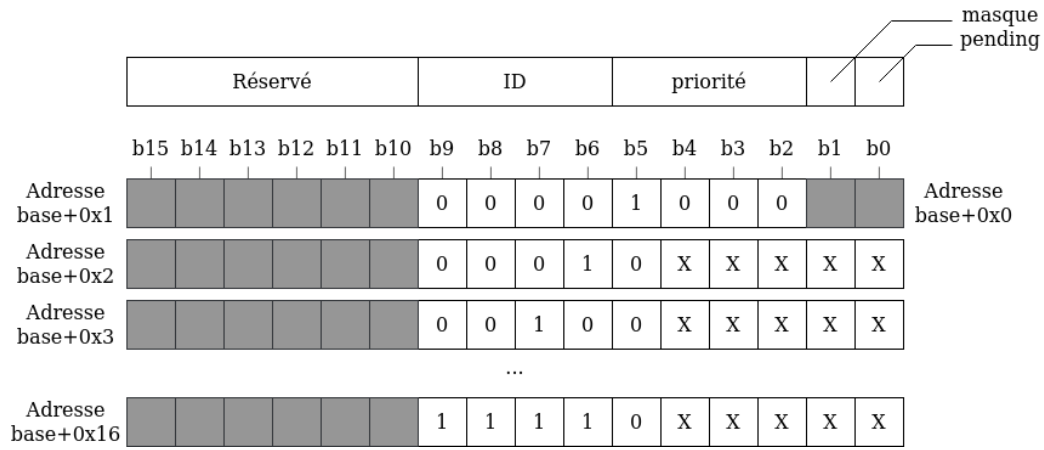 masque
pending
Réservé ID priorité
b15 b14 b13 b12 b11 b10 b9 b8 b7 b6 b5 b4 b3 b2 b1 b0
Adresse
base+0x1
0 0 0 0 1 0 0 0
Adresse
base+0x0
Adresse
base+0x2
0 0 0 1 0 X X X X X
Adresse
base+0x3
0 0 1 0 0 X X X X X
...
Adresse
base+0x16
1 1 1 1 0 X X X X X